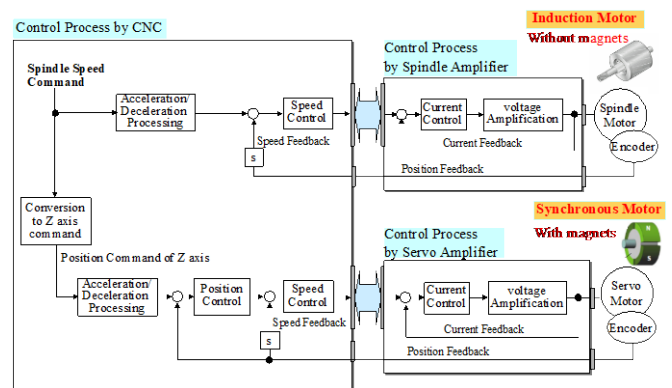 Control Process by CNC
Induction Motor
Without magnets
Control Process
by Spindle Amplifier
Spindle Speed
Command
Acceleration/
Deceleration
Processing
Speed
Control
Speed Feedback
s
Current
Control
voltage
Amplification
Current Feedback
Position Feedback
Spindle
Motor
Encoder
Conversion
to Z axis
command
Position Command of Z axis
Synchronous Motor
With magnets
N
S
Control Process
by Servo Amplifier
Acceleration/
Deceleration
Processing
Position
Control
Speed
Control
Speed Feedback
s
Current
Control
voltage
Amplification
Current Feedback
Position Feedback
Servo
Motor
Encoder